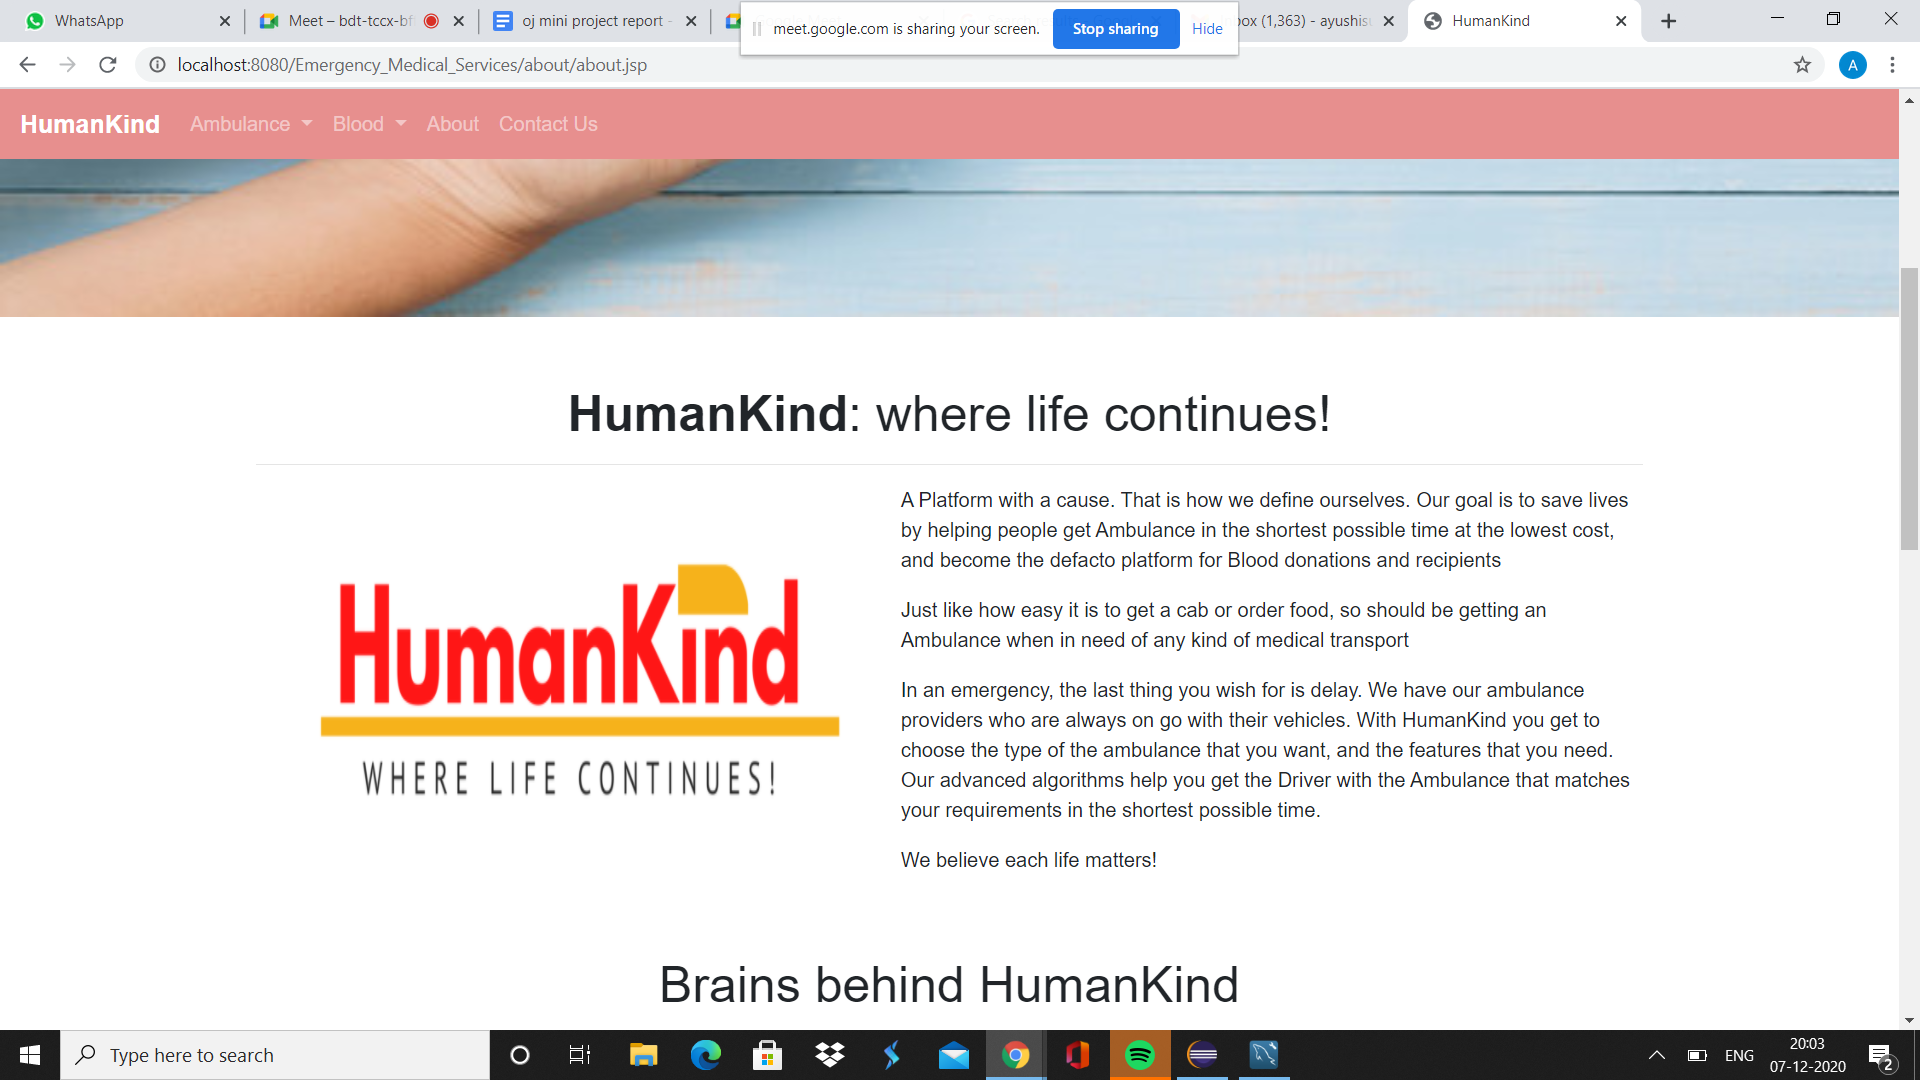 WhatsApp
Meet – bdt-tccx-bf
oj mini project report -
box (1,363) - ayushis
HumanKind
meet.google.com is sharing your screen.
Stop sharing
Hide
localhost:8080/Emergency_Medical_Services/about/about.jsp
A
HumanKind
Ambulance
Blood
About
Contact Us
HumanKind: where life continues!
HumanKind
WHERE LIFE CONTINUES!
A Platform with a cause. That is how we define ourselves. Our goal is to save lives
by helping people get Ambulance in the shortest possible time at the lowest cost,
and become the defacto platform for Blood donations and recipients
Just like how easy it is to get a cab or order food, so should be getting an
Ambulance when in need of any kind of medical transport
In an emergency, the last thing you wish for is delay. We have our ambulance
providers who are always on go with their vehicles. With HumanKind you get to
choose the type of the ambulance that you want, and the features that you need.
Our advanced algorithms help you get the Driver with the Ambulance that matches
your requirements in the shortest possible time.
We believe each life matters!
Brains behind HumanKind
Type here to search
ENG
20:03
07-12-2020
2